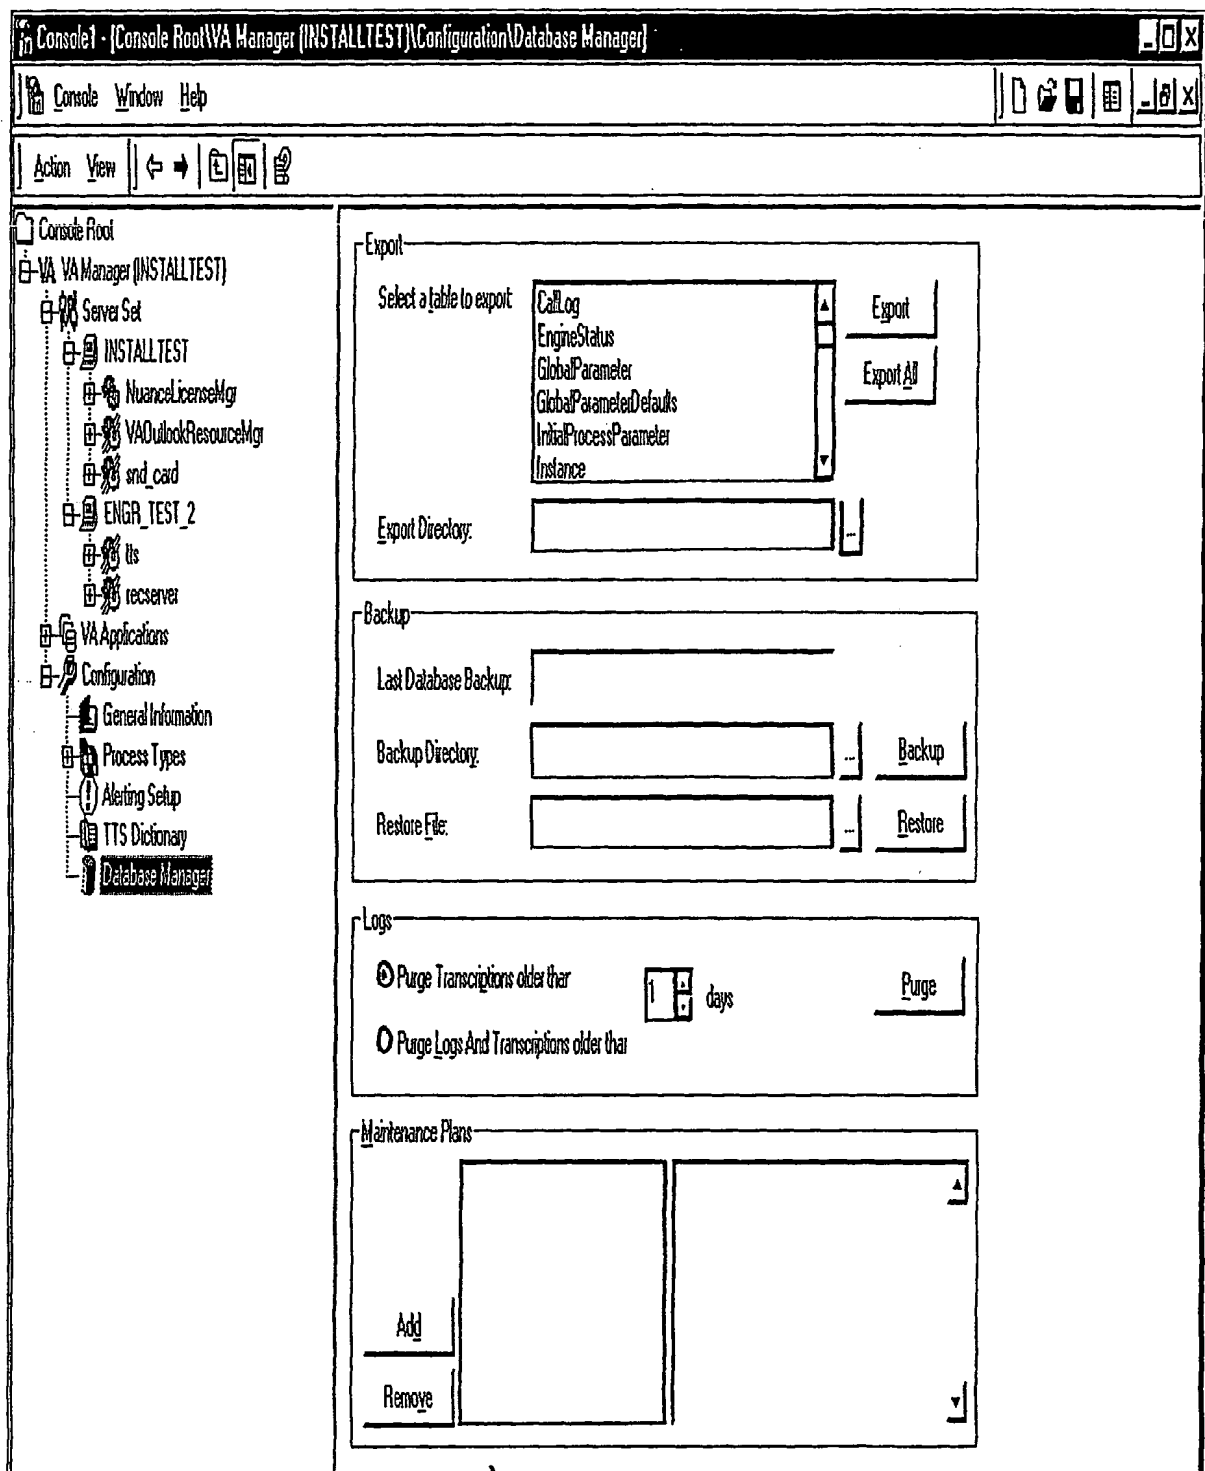 Console1 - [Console Root\VA Manager (INSTALLTEST)\Configuration\Database Manager]
Console Window Help
Action View
Console Root
VA VA Manager (INSTALLTEST)
Server Set
INSTALLTEST
NuanceLicenseMgr
VAOutlookResourceMgr
snd_card
ENGR_TEST_2
tts
recserver
VA Applications
Configuration
General Information
Process Types
Alerting Setup
TTS Dictionary
Database Manager
Export
Select a table to export:
CallLog
EngineStatus
GlobalParameter
GlobalParameterDefaults
InitialProcessParameter
Instance
Export
Export All
Export Directory:
...
Backup
Last Database Backup:
Backup Directory:
...
Backup
Restore File:
...
Restore
Logs
Purge Transcriptions older than
1
days
Purge
Purge Logs And Transcriptions older than
Maintenance Plans
Add
Remove